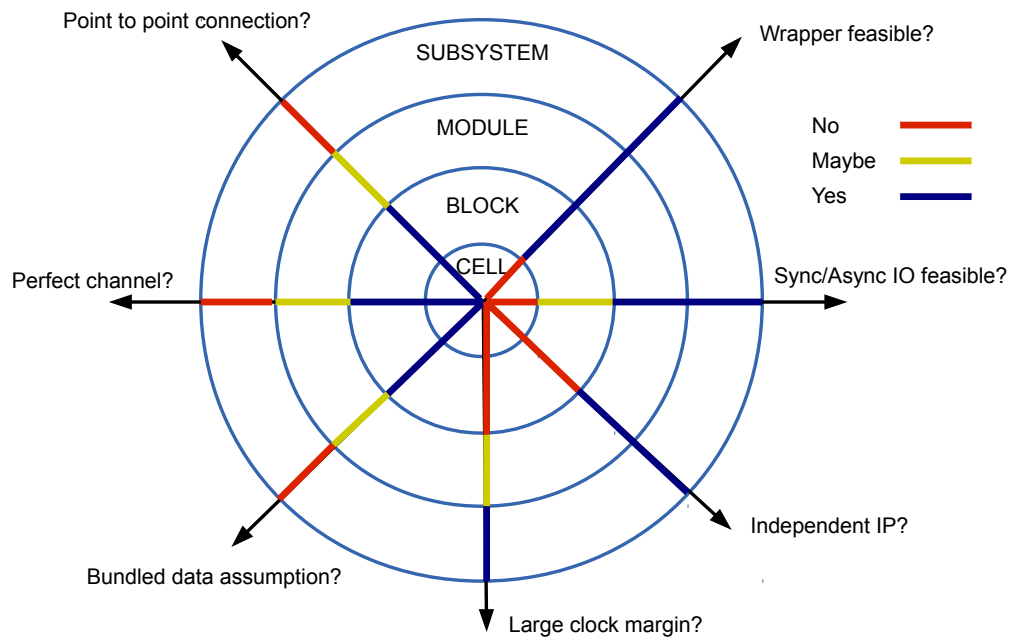 Point to point connection?
Wrapper feasible?
SUBSYSTEM
No
MODULE
Maybe
Yes
BLOCK
CELL
Perfect channel?
Sync/Async IO feasible?
Independent IP?
Bundled data assumption?
Large clock margin?